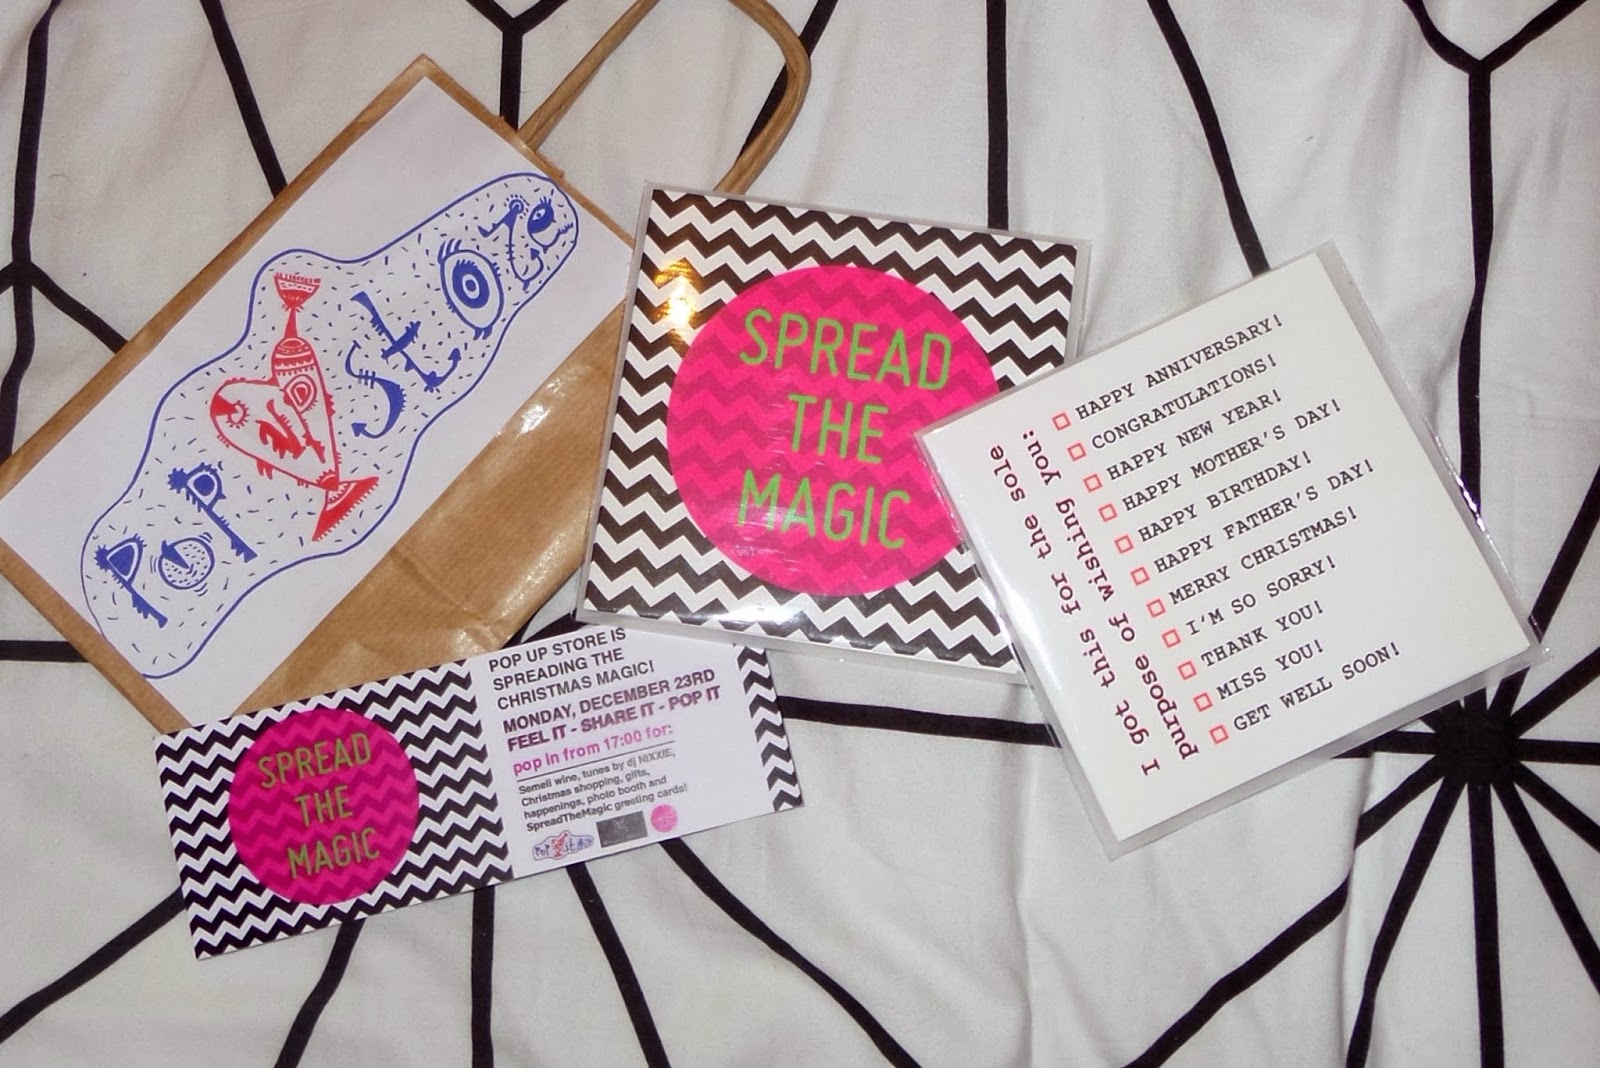 POP UP StORe
SPREAD
THE
MAGIC
I got this for the sole
purpose of wishing you:
HAPPY ANNIVERSARY!
CONGRATULATIONS!
HAPPY NEW YEAR!
HAPPY MOTHER'S DAY!
HAPPY BIRTHDAY!
HAPPY FATHER'S DAY!
MERRY CHRISTMAS!
I'M SO SORRY!
THANK YOU!
MISS YOU!
GET WELL SOON!
SPREAD
THE
MAGIC
POP UP STORE IS
SPREADING THE
CHRISTMAS MAGIC!
MONDAY, DECEMBER 23RD
FEEL IT - SHARE IT - POP IT
pop in from 17:00 for:
Semeli wine, tunes by dj NiXXIE,
Christmas shopping, gifts,
happenings, photo booth and
SpreadTheMagic greeting cards!